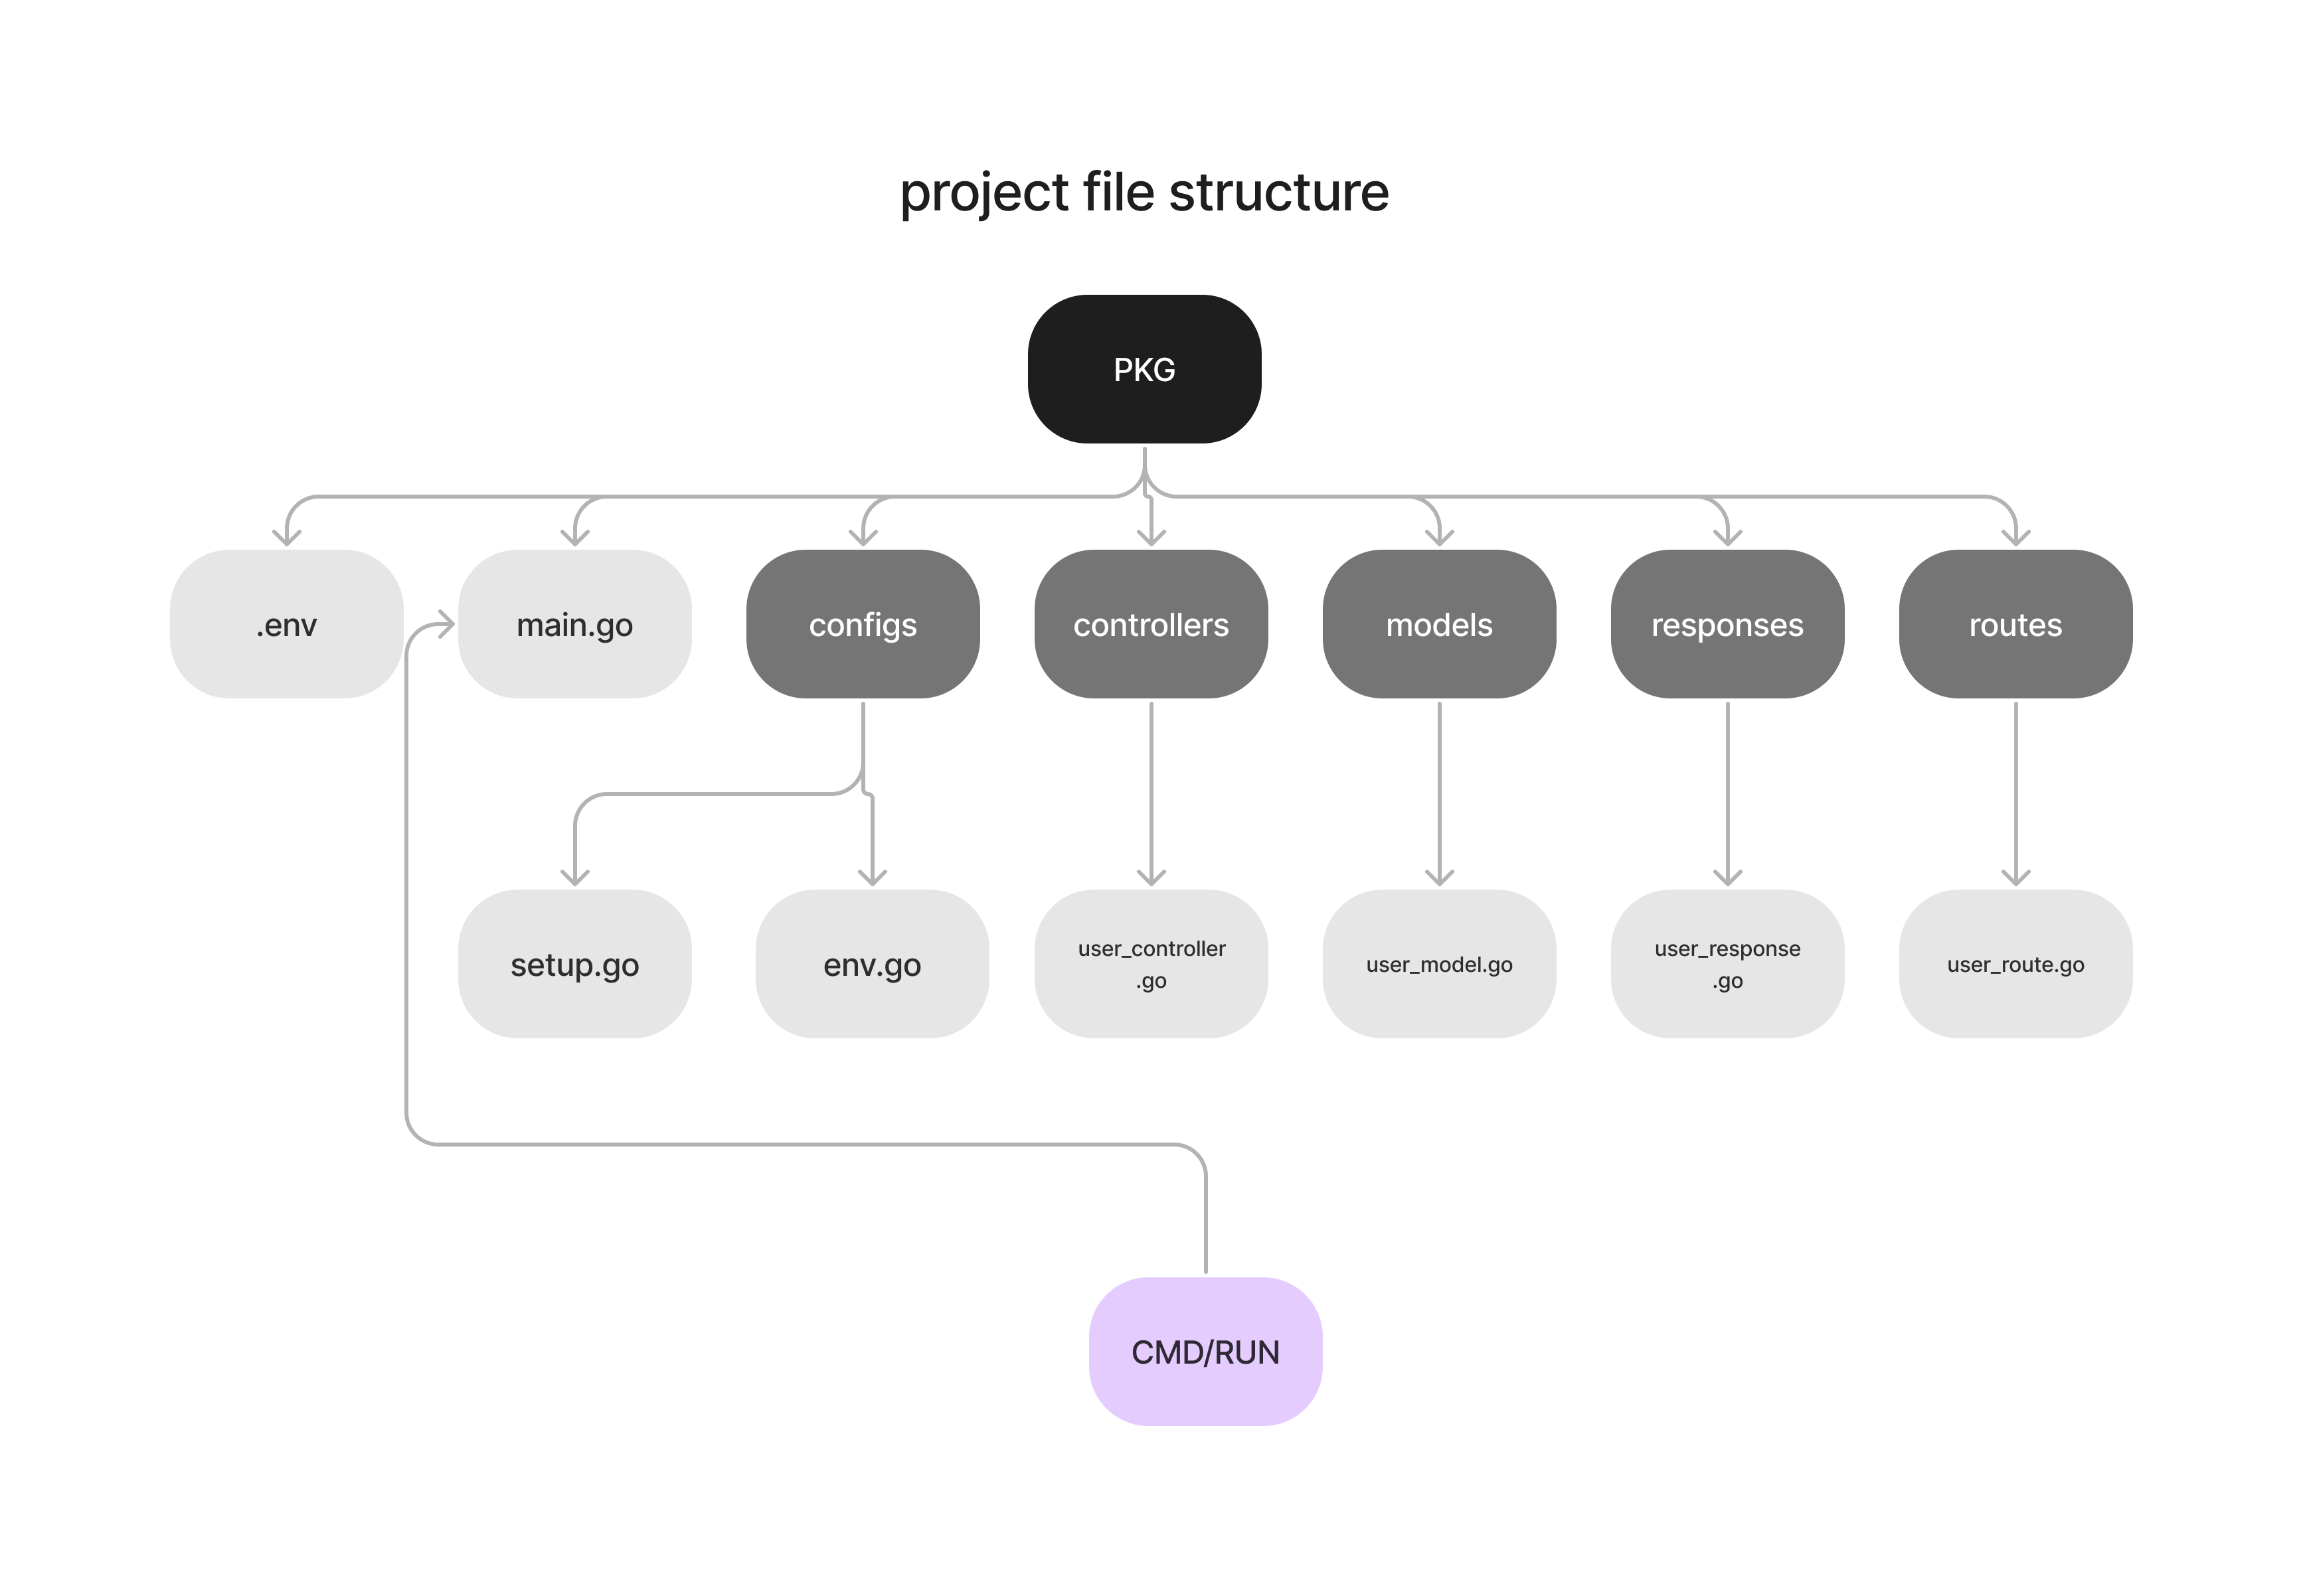 project file structure
PKG
.env
main.go
configs
controllers
models
responses
routes
setup.go
env.go
user_controller
.go
user_model.go
user_response
.go
user_route.go
CMD/RUN